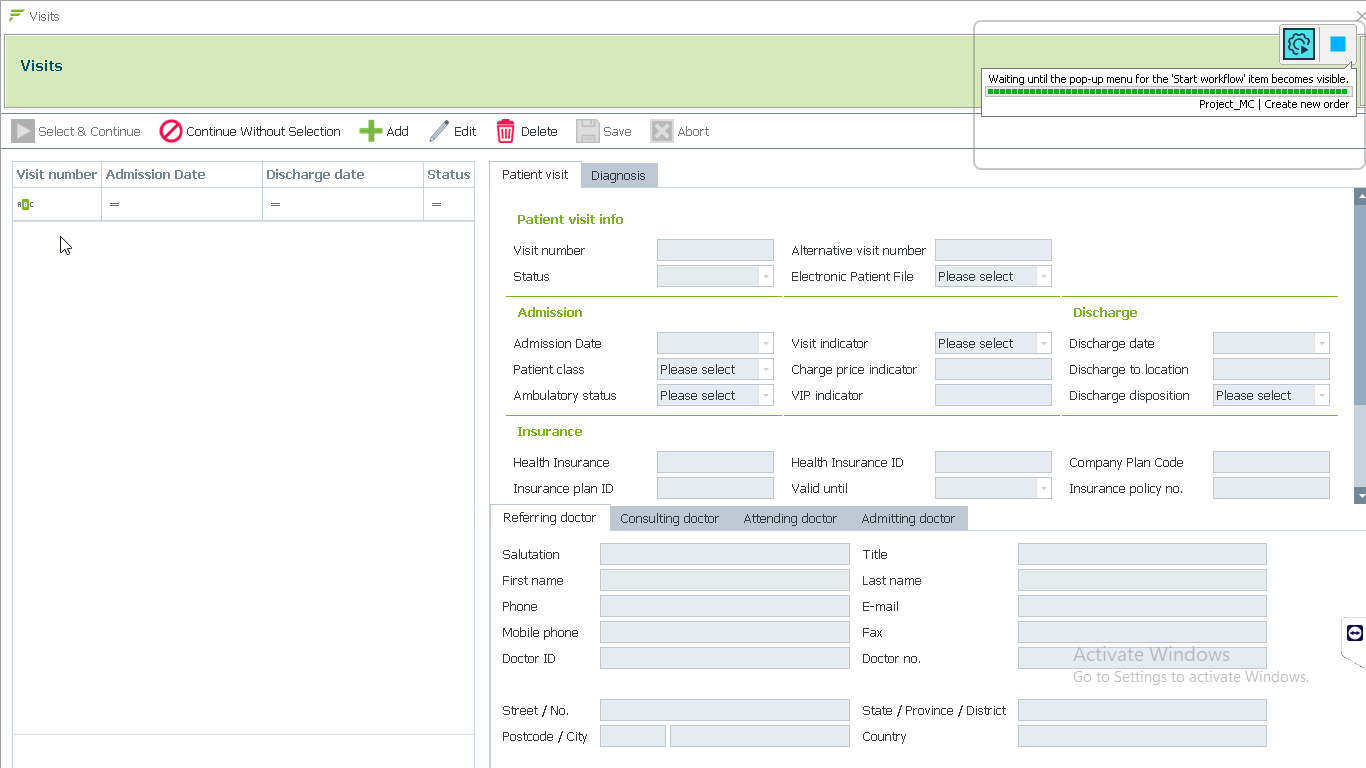 Visits
Visits
Waiting until the pop-up menu for the 'Start workflow' item becomes visible.
Project_MC | Create new order
Select & Continue Continue Without Selection Add Edit Delete Save Abort
Visit number Admission Date Discharge date Status
ABC = = =
Patient visit Diagnosis
Patient visit info
Visit number Alternative visit number
Status Electronic Patient File Please select
Admission Discharge
Admission Date Visit indicator Please select Discharge date
Patient class Please select Charge price indicator Discharge to location
Ambulatory status Please select VIP indicator Discharge disposition Please select
Insurance
Health Insurance Health Insurance ID Company Plan Code
Insurance plan ID Valid until Insurance policy no.
Referring doctor Consulting doctor Attending doctor Admitting doctor
Salutation Title
First name Last name
Phone E-mail
Mobile phone Fax
Doctor ID Doctor no.
Activate Windows
Go to Settings to activate Windows.
Street / No. State / Province / District
Postcode / City Country